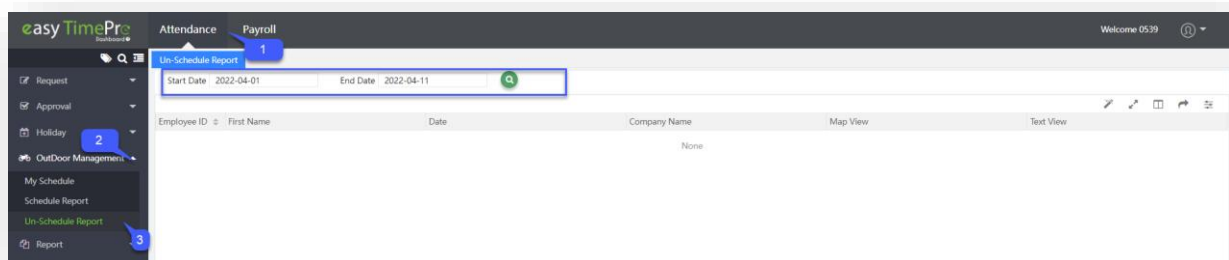 easy TimePro
Dashboard
Attendance Payroll
Welcome 0539
1
Un-Schedule Report
Start Date 2022-04-01 End Date 2022-04-11
Request
Approval
Holiday
2
OutDoor Management
My Schedule
Schedule Report
Un-Schedule Report
3
Report
Employee ID First Name Date Company Name Map View Text View
None